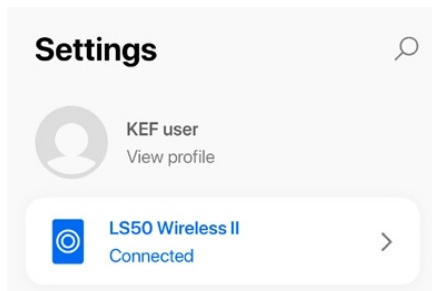 Settings
KEF user
View profile
LS50 Wireless II
Connected